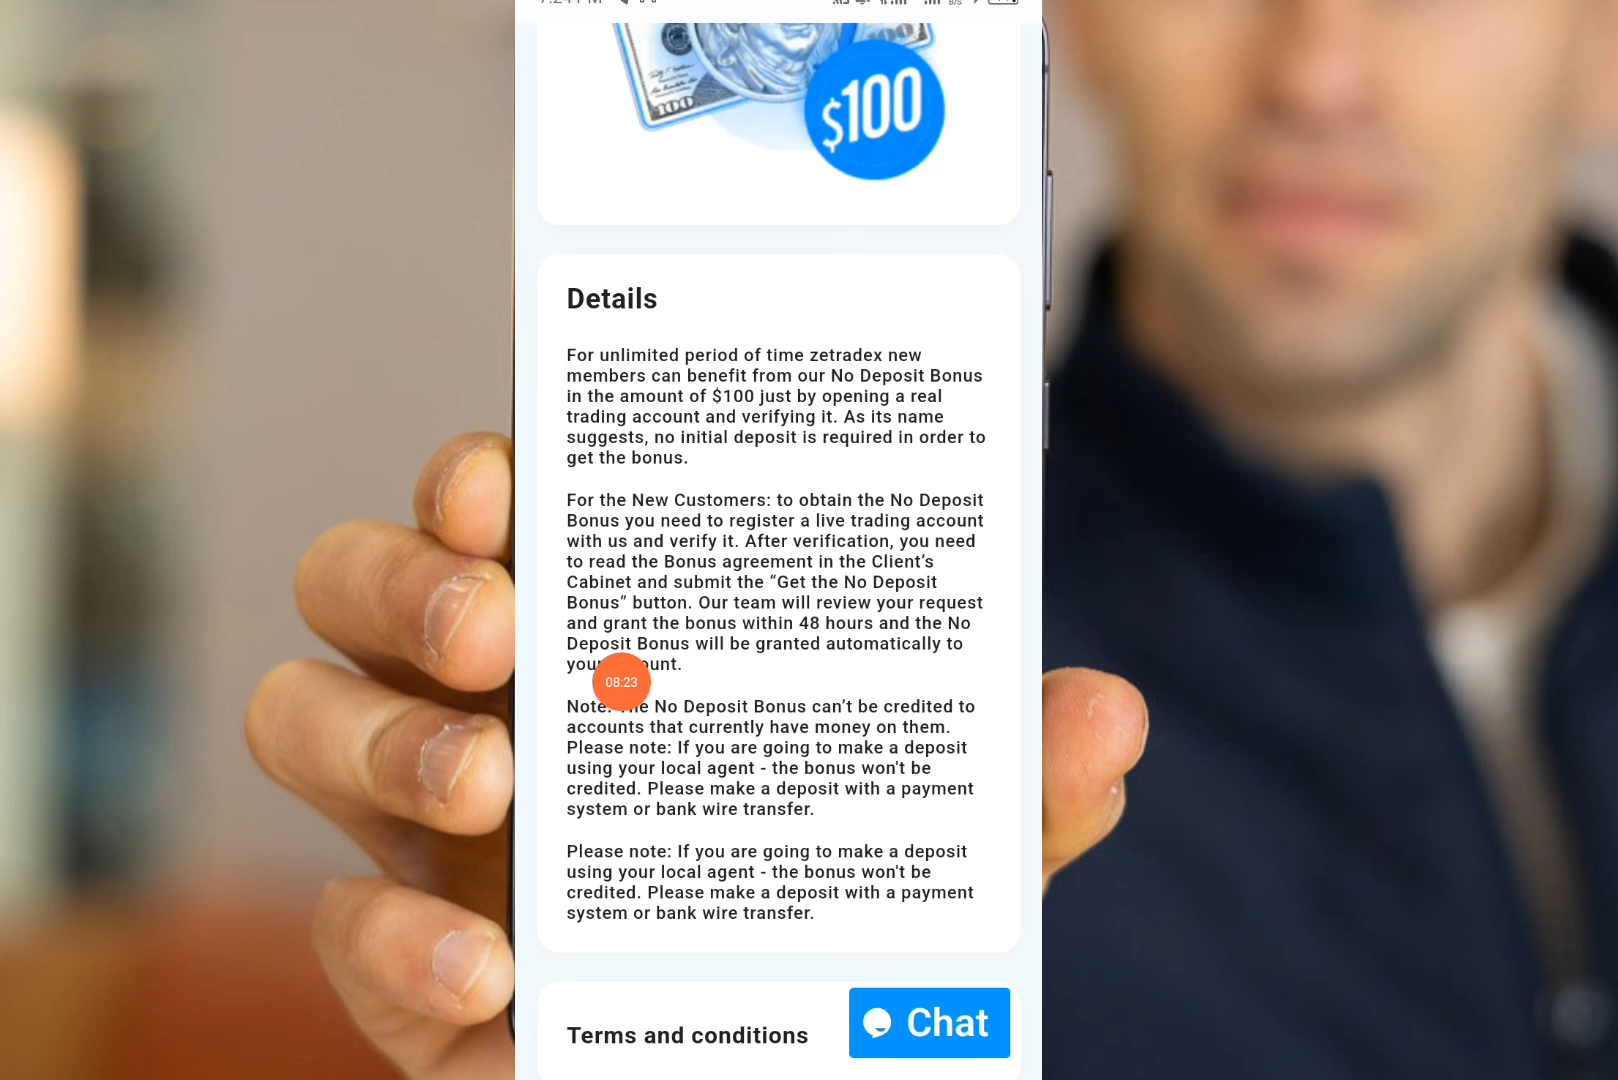 100
100
$100
Details
For unlimited period of time zetradex new
members can benefit from our No Deposit Bonus
in the amount of $100 just by opening a real
trading account and verifying it. As its name
suggests, no initial deposit is required in order to
get the bonus.
For the New Customers: to obtain the No Deposit
Bonus you need to register a live trading account
with us and verify it. After verification, you need
to read the Bonus agreement in the Client’s
Cabinet and submit the “Get the No Deposit
Bonus” button. Our team will review your request
and grant the bonus within 48 hours and the No
Deposit Bonus will be granted automatically to
08:23
No Deposit Bonus can’t be credited to
accounts that currently have money on them.
Please note: If you are going to make a deposit
using your local agent - the bonus won't be
credited. Please make a deposit with a payment
system or bank wire transfer.
Please note: If you are going to make a deposit
using your local agent - the bonus won't be
credited. Please make a deposit with a payment
system or bank wire transfer.
Terms and conditions
Chat